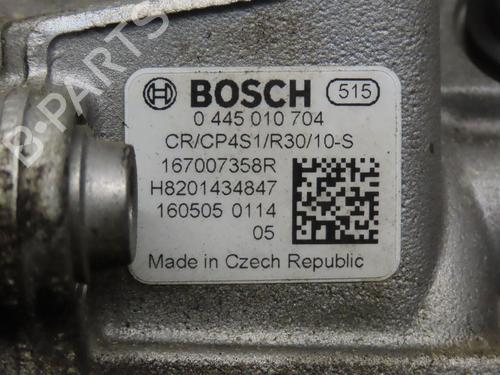 B-PARTS
BOSCH 515
0 445 010 704
CR/CP4S1/R30/10-S
167007358R
H8201434847
160505 0114
05
Made in Czech Republic